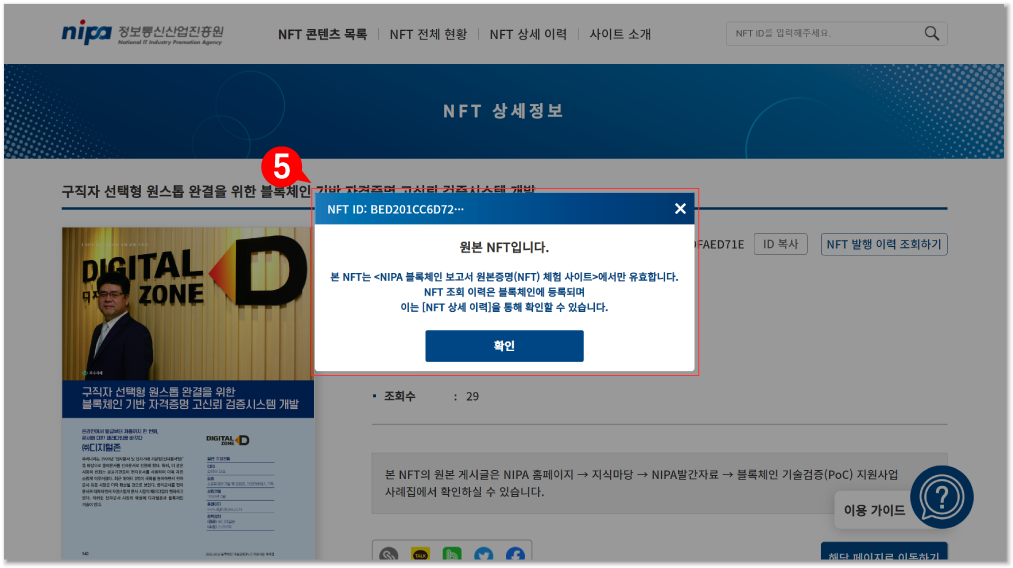 nipa 정보통신산업진흥원
National IT Industry Promotion Agency
NFT 콘텐츠 목록 | NFT 전체 현황 | NFT 상세 이력 | 사이트 소개
NFT ID를 입력해주세요.
NFT 상세정보
5
구직자 선택형 원스톱 완결을 위한 블록체인 기반 자격증명 고신뢰 검증시스템 개발
NFT ID: BED201CC6D72···
원본 NFT입니다.
본 NFT는 <NIPA 블록체인 보고서 원본증명(NFT) 체험 사이트>에서만 유효합니다.
NFT 조회 이력은 블록체인에 등록되며
이는 [NFT 상세 이력]을 통해 확인할 수 있습니다.
확인
FAED71E
ID 복사
NFT 발행 이력 조회하기
DIGITAL
ZONE
구직자 선택형 원스톱 완결을 위한
블록체인 기반 자격증명 고신뢰 검증시스템 개발
㈜디지털존
DIGITAL
ZONE
• 조회수 : 29
본 NFT의 원본 게시글은 NIPA 홈페이지 → 지식마당 → NIPA발간자료 → 블록체인 기술검증(PoC) 지원사업
사례집에서 확인하실 수 있습니다.
이용 가이드
TALK
해당 페이지로 이동하기